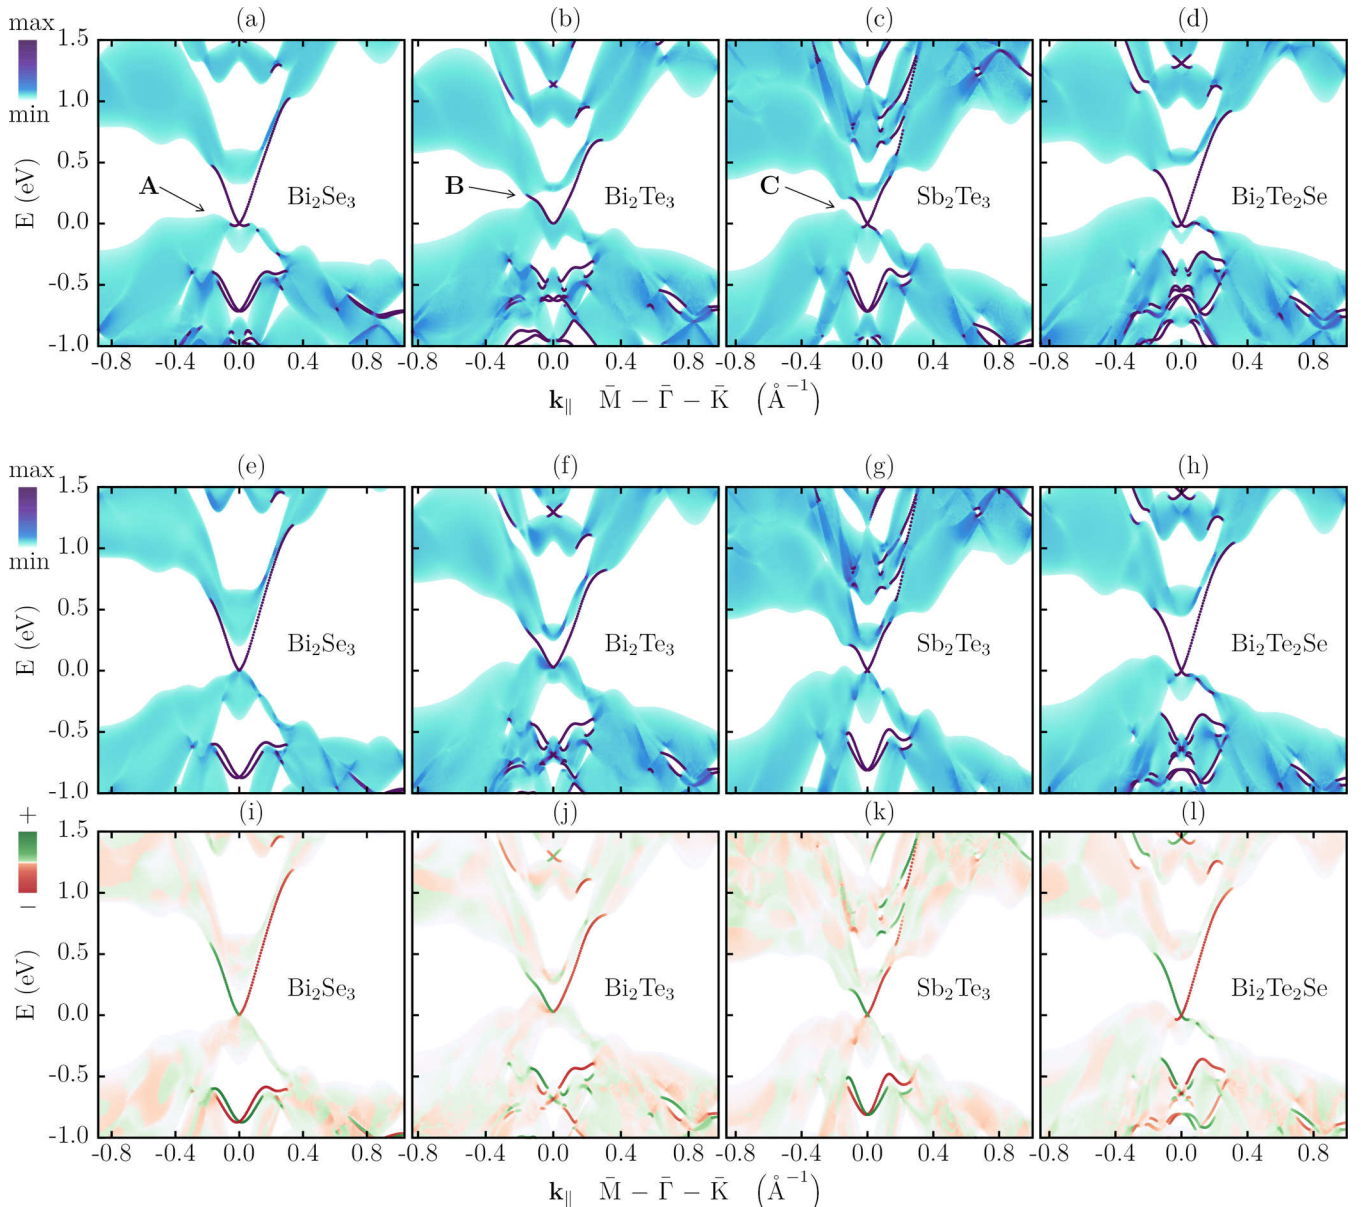 (a) (b) (c) (d)
max
min
E (eV)
1.5
1.0
0.5
0.0
-0.5
-1.0
A Bi₂Se₃
B Bi₂Te₃
C Sb₂Te₃
Bi₂Te₂Se
-0.8 -0.4 0.0 0.4 0.8 -0.8 -0.4 0.0 0.4 0.8 -0.8 -0.4 0.0 0.4 0.8 -0.8 -0.4 0.0 0.4 0.8
k∥ M̄ − Γ̄ − K̄ (Å⁻¹)
(e) (f) (g) (h)
max
min
E (eV)
1.5
1.0
0.5
0.0
-0.5
-1.0
Bi₂Se₃ Bi₂Te₃ Sb₂Te₃ Bi₂Te₂Se
(i) (j) (k) (l)
+
−
E (eV)
1.5
1.0
0.5
0.0
-0.5
-1.0
Bi₂Se₃ Bi₂Te₃ Sb₂Te₃ Bi₂Te₂Se
-0.8 -0.4 0.0 0.4 0.8 -0.8 -0.4 0.0 0.4 0.8 -0.8 -0.4 0.0 0.4 0.8 -0.8 -0.4 0.0 0.4 0.8
k∥ M̄ − Γ̄ − K̄ (Å⁻¹)